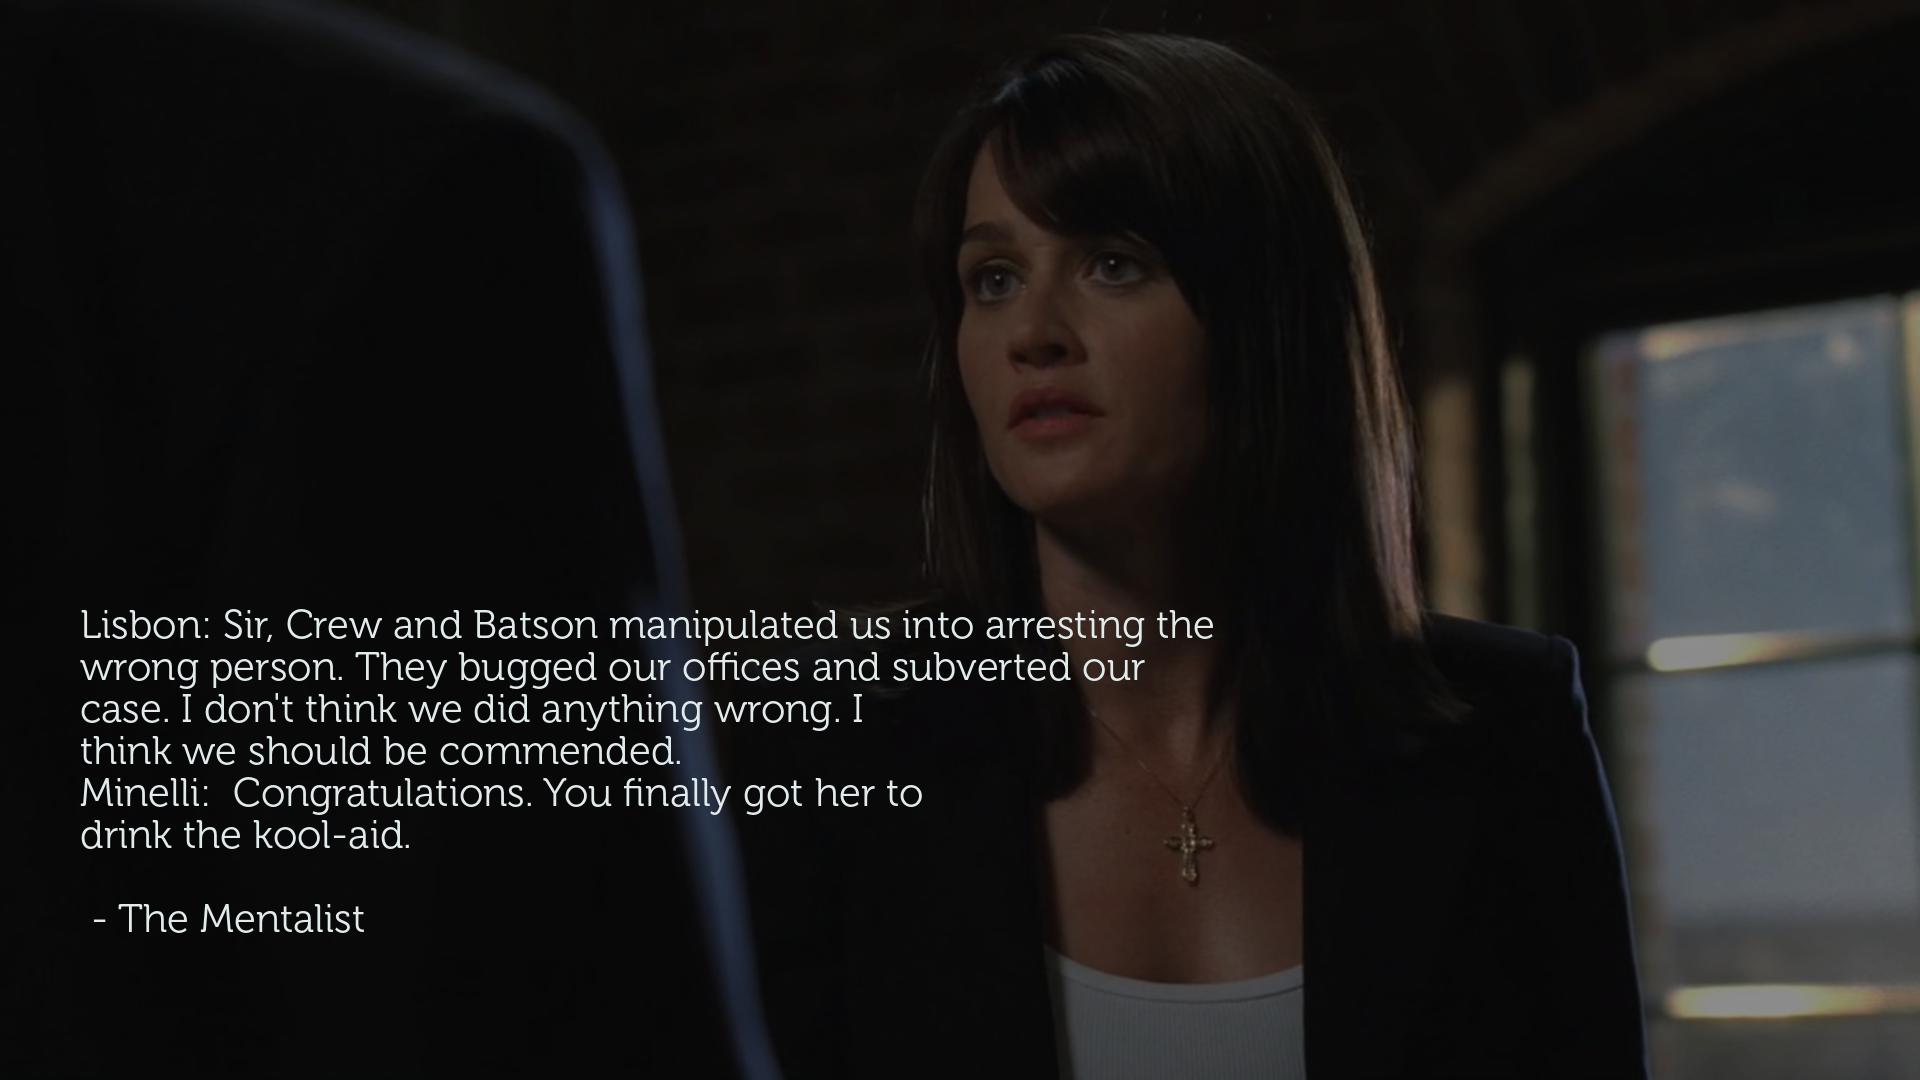 Lisbon: Sir, Crew and Batson manipulated us into arresting the
wrong person. They bugged our offices and subverted our
case. I don't think we did anything wrong. I
think we should be commended.
Minelli:  Congratulations. You finally got her to
drink the kool-aid.
- The Mentalist